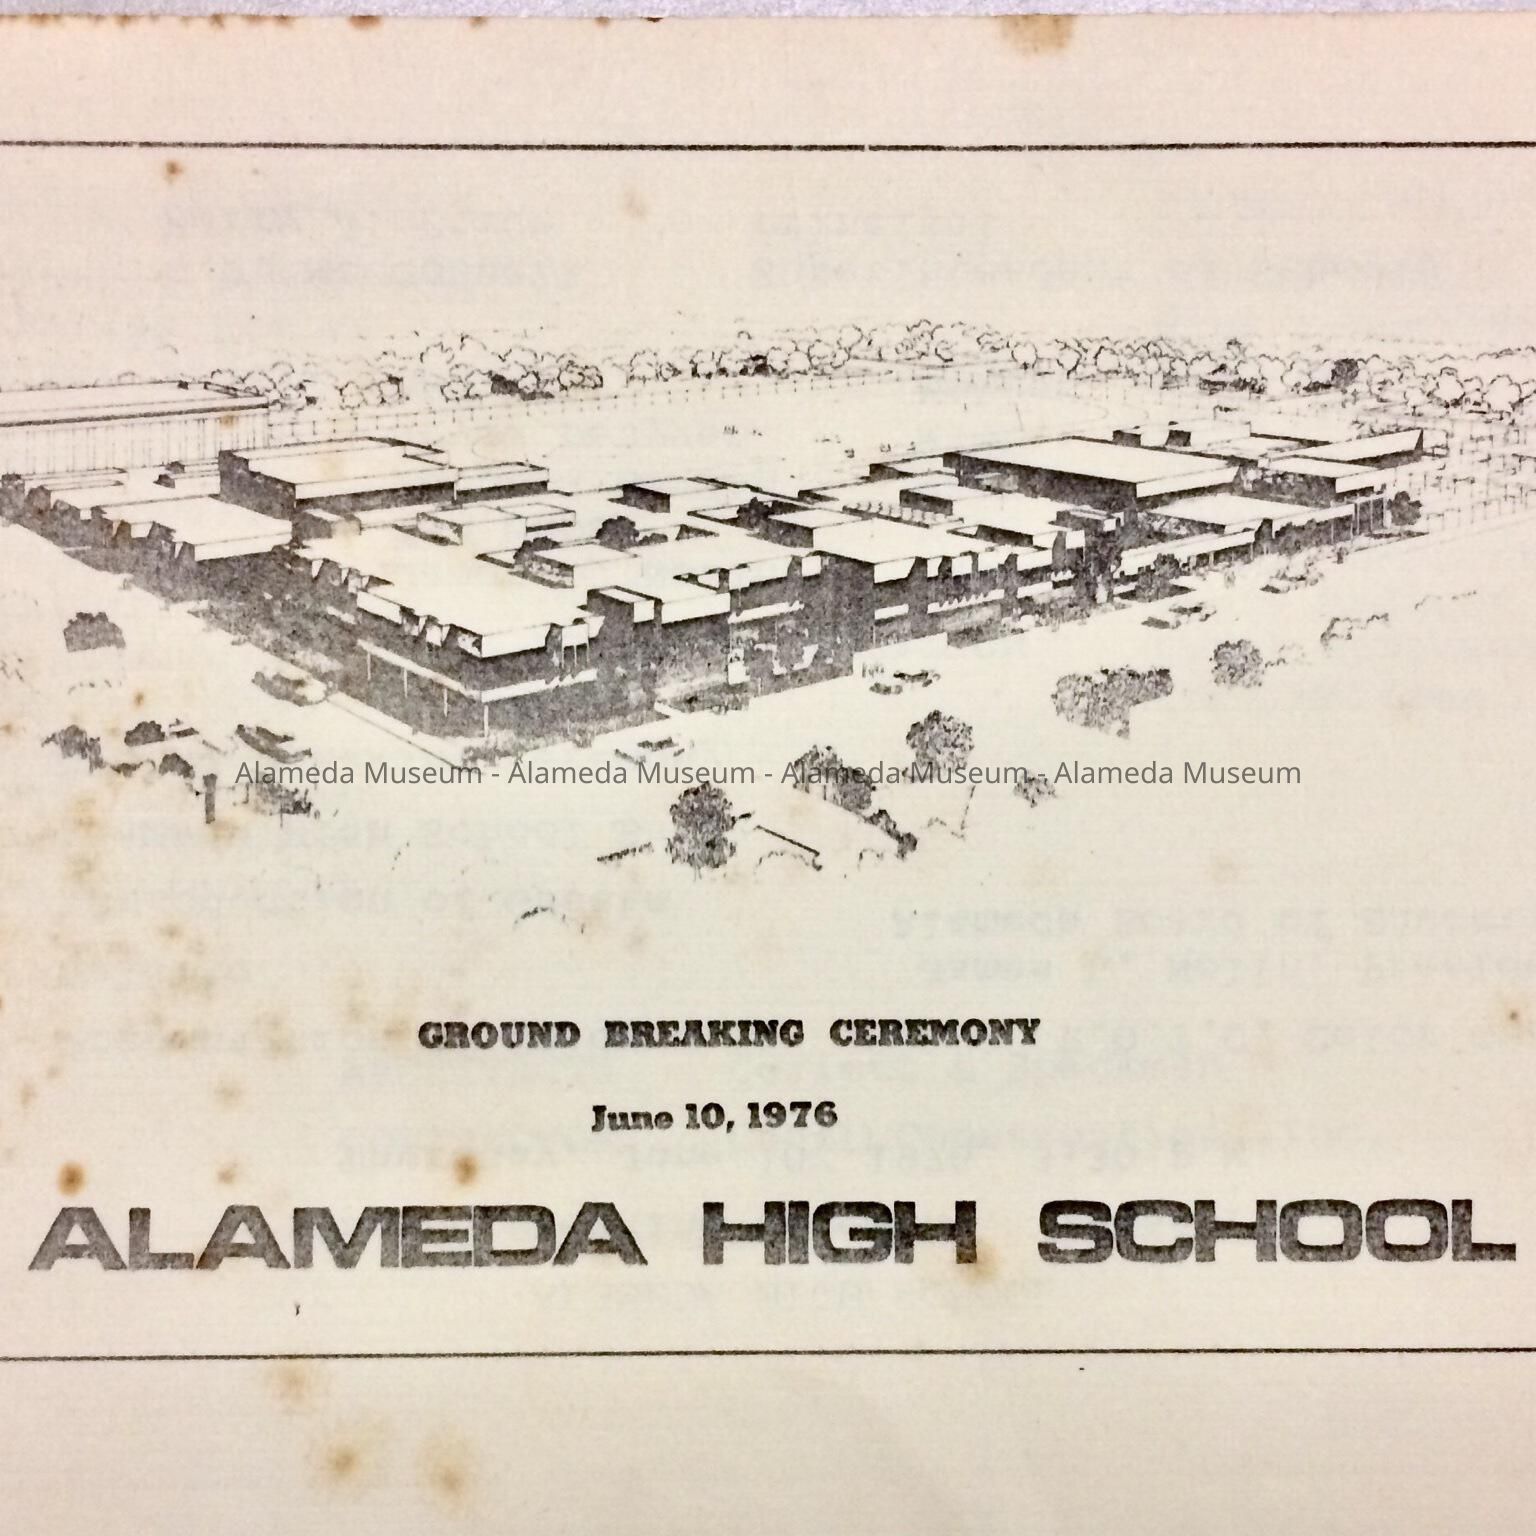 Alameda Museum - Alameda Museum - Alameda Museum - Alameda Museum
GROUND BREAKING CEREMONY
June 10, 1976
ALAMEDA HIGH SCHOOL